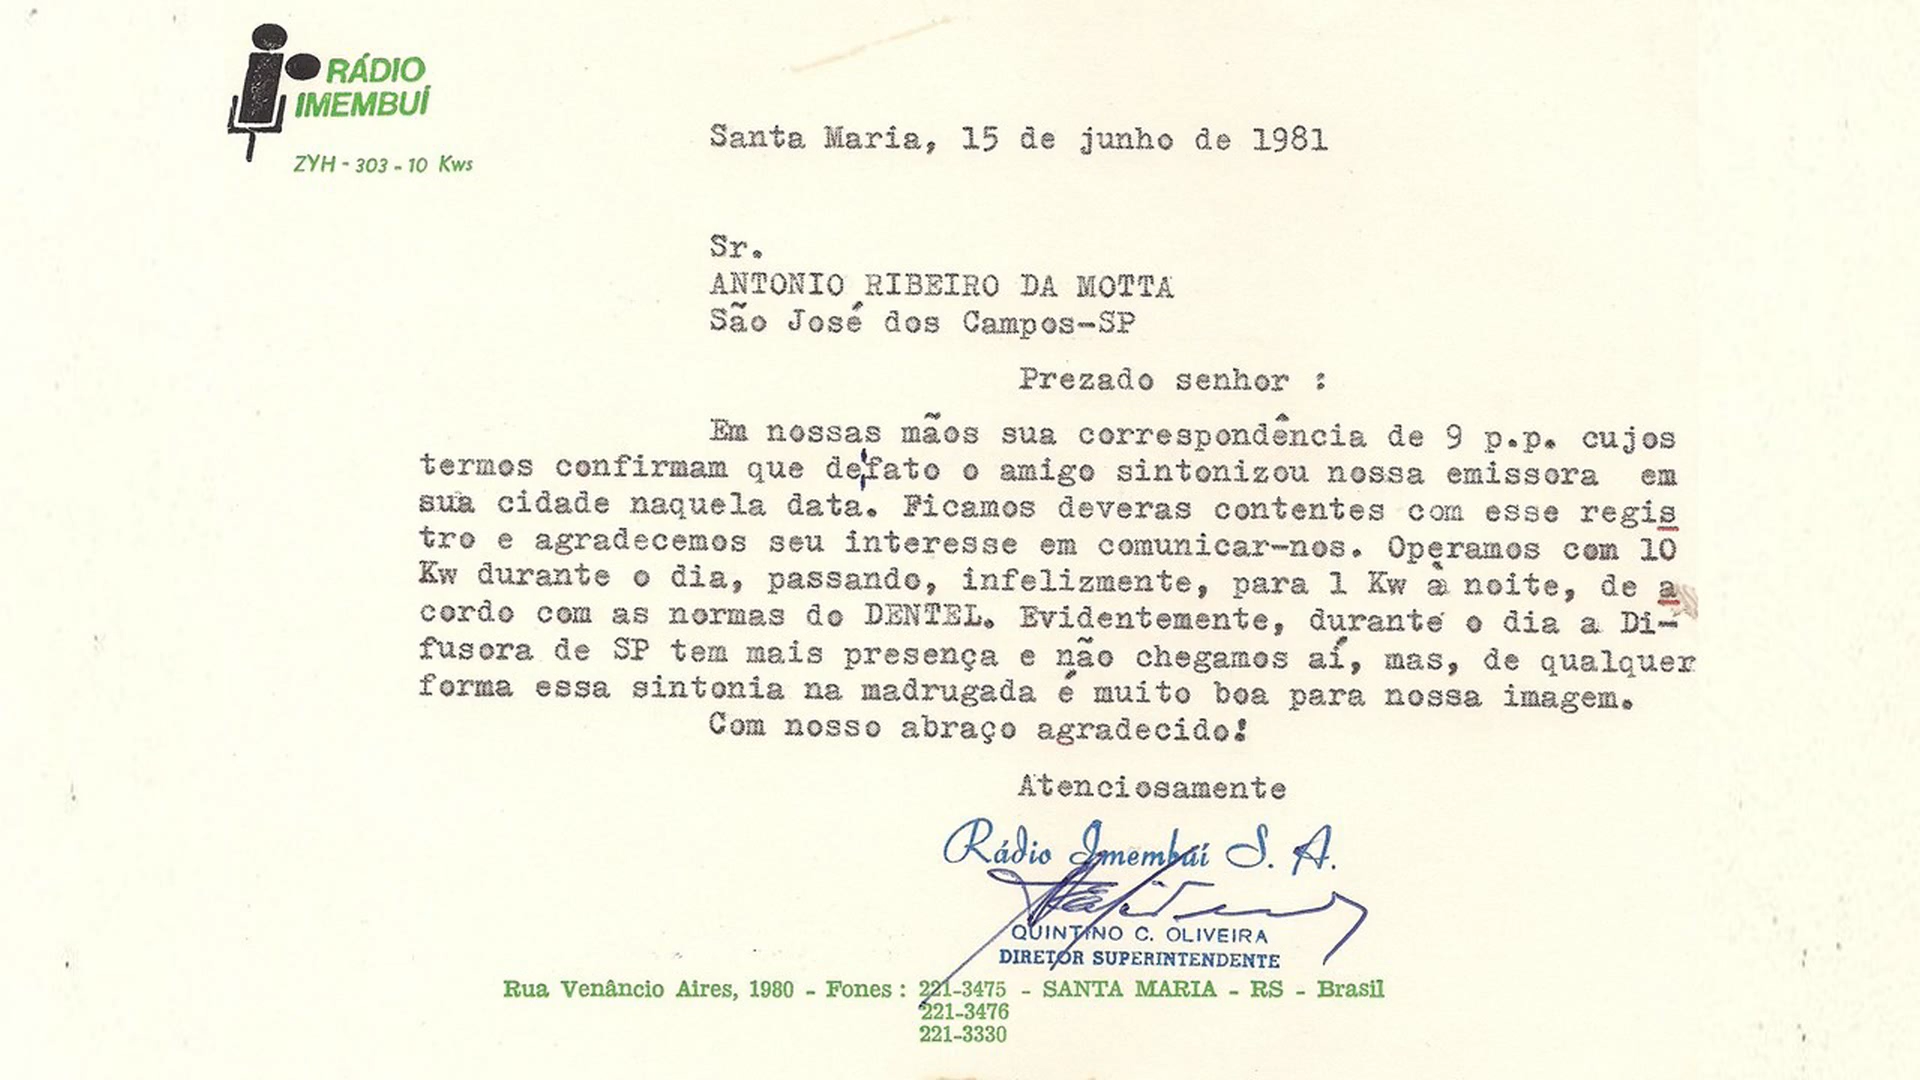 RÁDIO
IMEMBUÍ
ZYH - 303 - 10 Kws
Santa Maria, 15 de junho de 1981
Sr.
ANTONIO RIBEIRO DA MOTTA
São José dos Campos-SP
Prezado senhor :
Em nossas mãos sua correspondência de 9 p.p. cujos
termos confirmam que de fato o amigo sintonizou nossa emissora em
sua cidade naquela data. Ficamos deveras contentes com esse regis
tro e agradecemos seu interesse em comunicar-nos. Operamos com 10
Kw durante o dia, passando, infelizmente, para 1 Kw à noite, de a
cordo com as normas do DENTEL. Evidentemente, durante o dia a Di-
fusora de SP tem mais presença e não chegamos aí, mas, de qualquer
forma essa sintonia na madrugada é muito boa para nossa imagem.
Com nosso abraço agradecido!
Atenciosamente
Rádio Imembuí S. A.
QUINTINO C. OLIVEIRA
DIRETOR SUPERINTENDENTE
Rua Venâncio Aires, 1980 - Fones : 221-3475 - SANTA MARIA - RS - Brasil
221-3476
221-3330